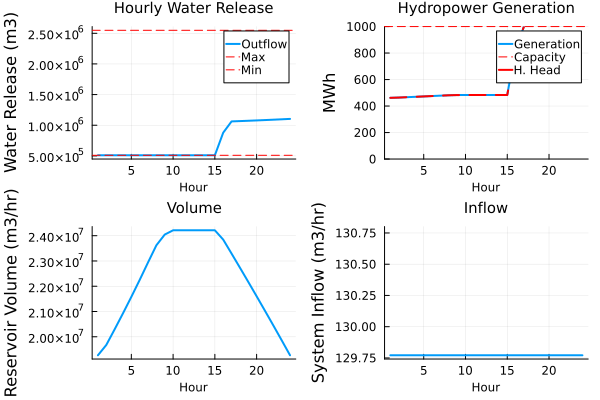 Hourly Water Release
Water Release (m3)
2.50×10⁶
2.00×10⁶
1.50×10⁶
1.00×10⁶
5.00×10⁵
Outflow
Max
Min
5 10 15 20
Hour
Hydropower Generation
MWh
1000
800
600
400
200
0
Generation
Capacity
H. Head
5 10 15 20
Hour
Volume
Reservoir Volume (m3/hr)
2.40×10⁷
2.30×10⁷
2.20×10⁷
2.10×10⁷
2.00×10⁷
5 10 15 20
Hour
Inflow
System Inflow (m3/hr)
130.75
130.50
130.25
130.00
129.75
5 10 15 20
Hour